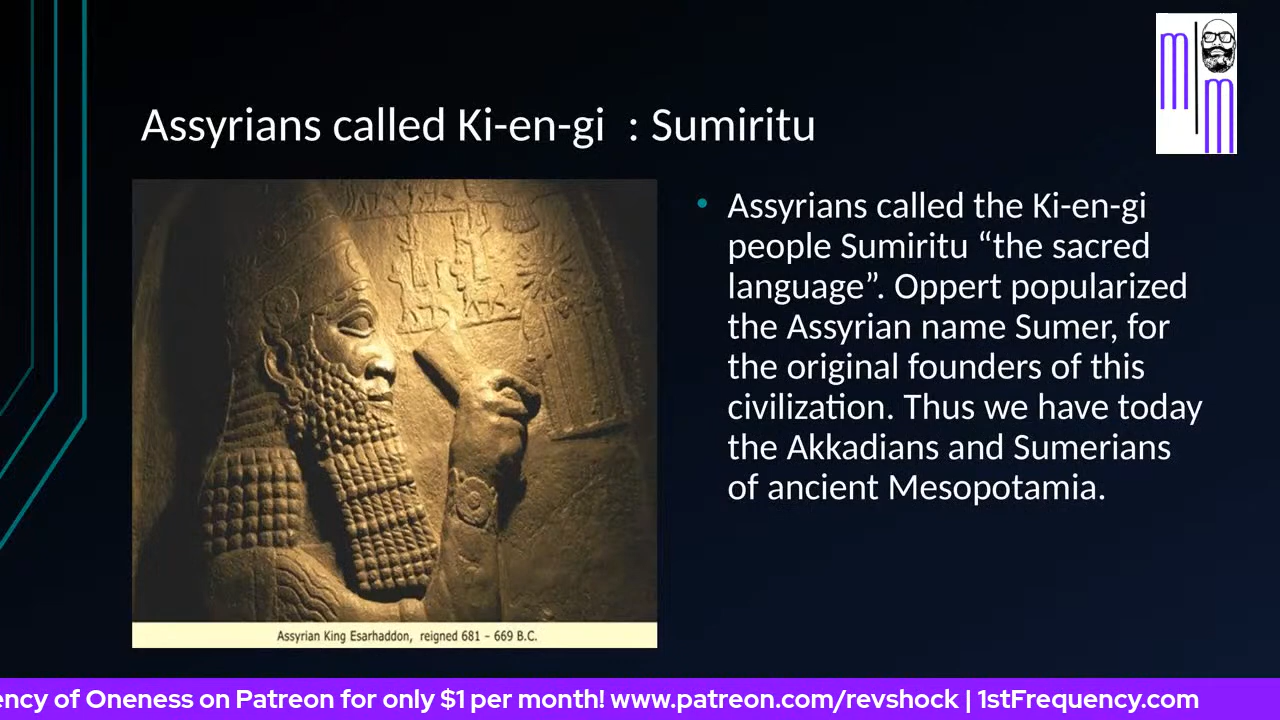 Assyrians called Ki-en-gi : Sumiritu
m
m
Assyrians called the Ki-en-gi
people Sumiritu “the sacred
language”. Oppert popularized
the Assyrian name Sumer, for
the original founders of this
civilization. Thus we have today
the Akkadians and Sumerians
of ancient Mesopotamia.
Assyrian King Esarhaddon, reigned 681 – 669 B.C.
ency of Oneness on Patreon for only $1 per month! www.patreon.com/revshock | 1stFrequency.com